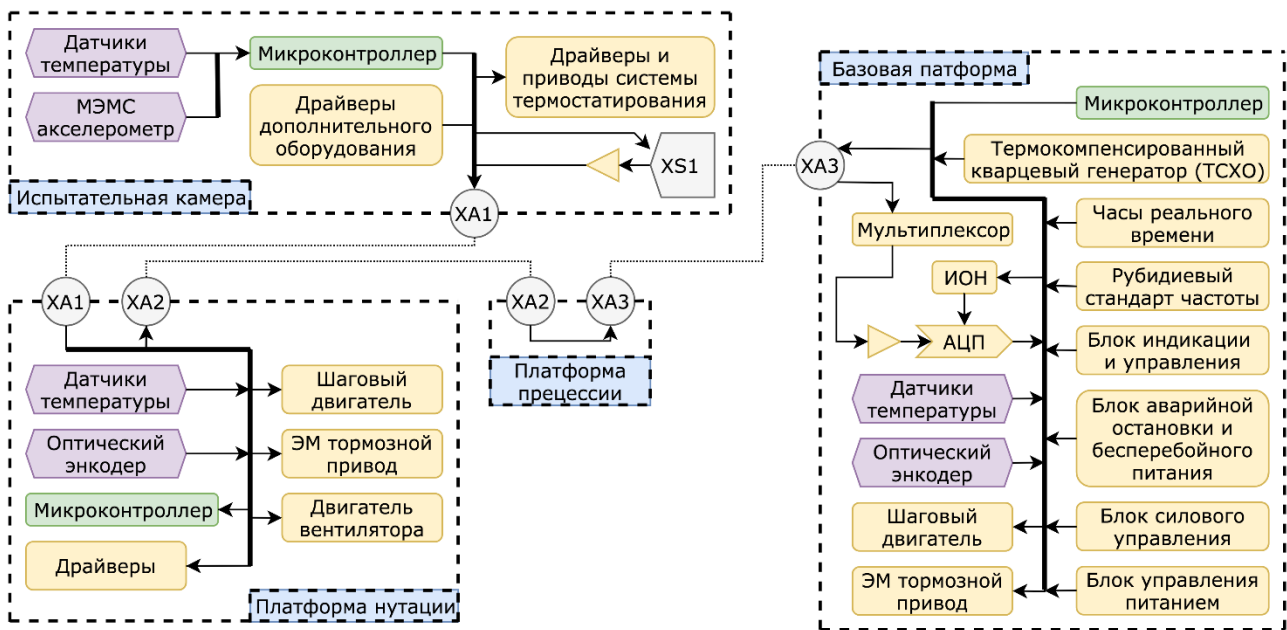 Датчики
температуры
МЭМС
акселерометр
Микроконтроллер
Драйверы
дополнительного
оборудования
Драйверы и
приводы системы
термостатирования
XS1
Испытательная камера
XA1
XA1
XA2
Датчики
температуры
Оптический
энкодер
Микроконтроллер
Драйверы
Шаговый
двигатель
ЭМ тормозной
привод
Двигатель
вентилятора
Платформа нутации
XA2
XA3
Платформа
прецессии
Базовая патформа
XA3
Микроконтроллер
Термокомпенсированный
кварцевый генератор (TCXO)
Мультиплексор
ИОН
АЦП
Датчики
температуры
Оптический
энкодер
Шаговый
двигатель
ЭМ тормозной
привод
Часы реального
времени
Рубидиевый
стандарт частоты
Блок индикации
и управления
Блок аварийной
остановки и
бесперебойного
питания
Блок силового
управления
Блок управления
питанием